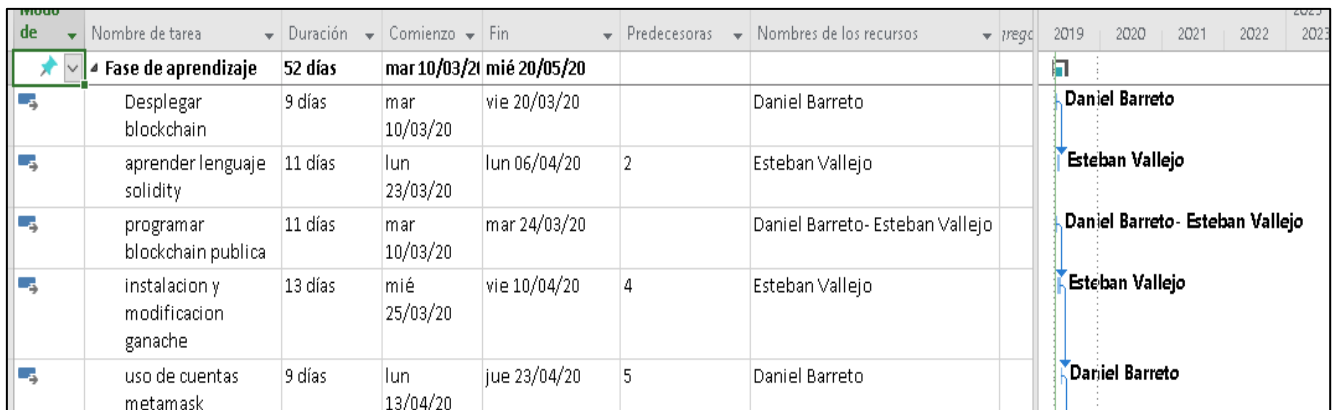 Modo de Nombre de tarea Duración Comienzo Fin Predecesoras Nombres de los recursos 2019 2020 2021 2022 2023
Fase de aprendizaje 52 días mar 10/03/20 mié 20/05/20
Desplegar blockchain 9 días mar 10/03/20 vie 20/03/20 Daniel Barreto Daniel Barreto
aprender lenguaje solidity 11 días lun 23/03/20 lun 06/04/20 2 Esteban Vallejo Esteban Vallejo
programar blockchain publica 11 días mar 10/03/20 mar 24/03/20 Daniel Barreto- Esteban Vallejo Daniel Barreto- Esteban Vallejo
instalacion y modificacion ganache 13 días mié 25/03/20 vie 10/04/20 4 Esteban Vallejo Esteban Vallejo
uso de cuentas metamask 9 días lun 13/04/20 jue 23/04/20 5 Daniel Barreto Daniel Barreto